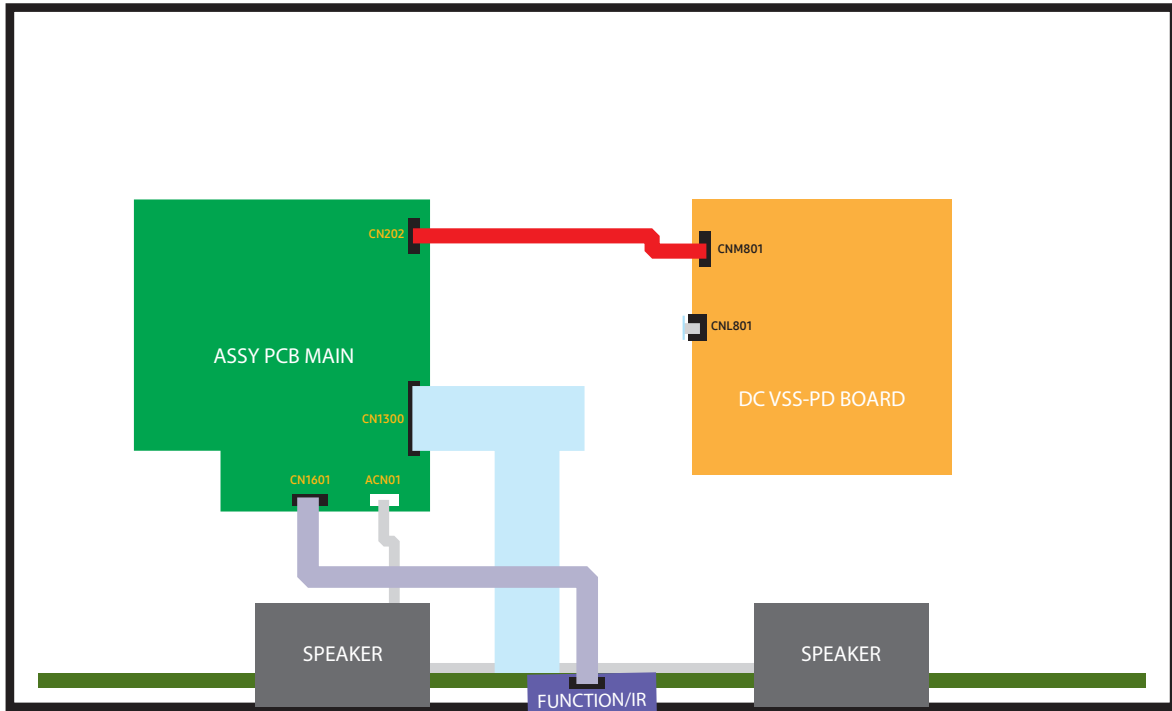 CN202
CNM801
CNL801
ASSY PCB MAIN
DC VSS-PD BOARD
CN1300
CN1601
ACN01
SPEAKER
SPEAKER
FUNCTION/IR